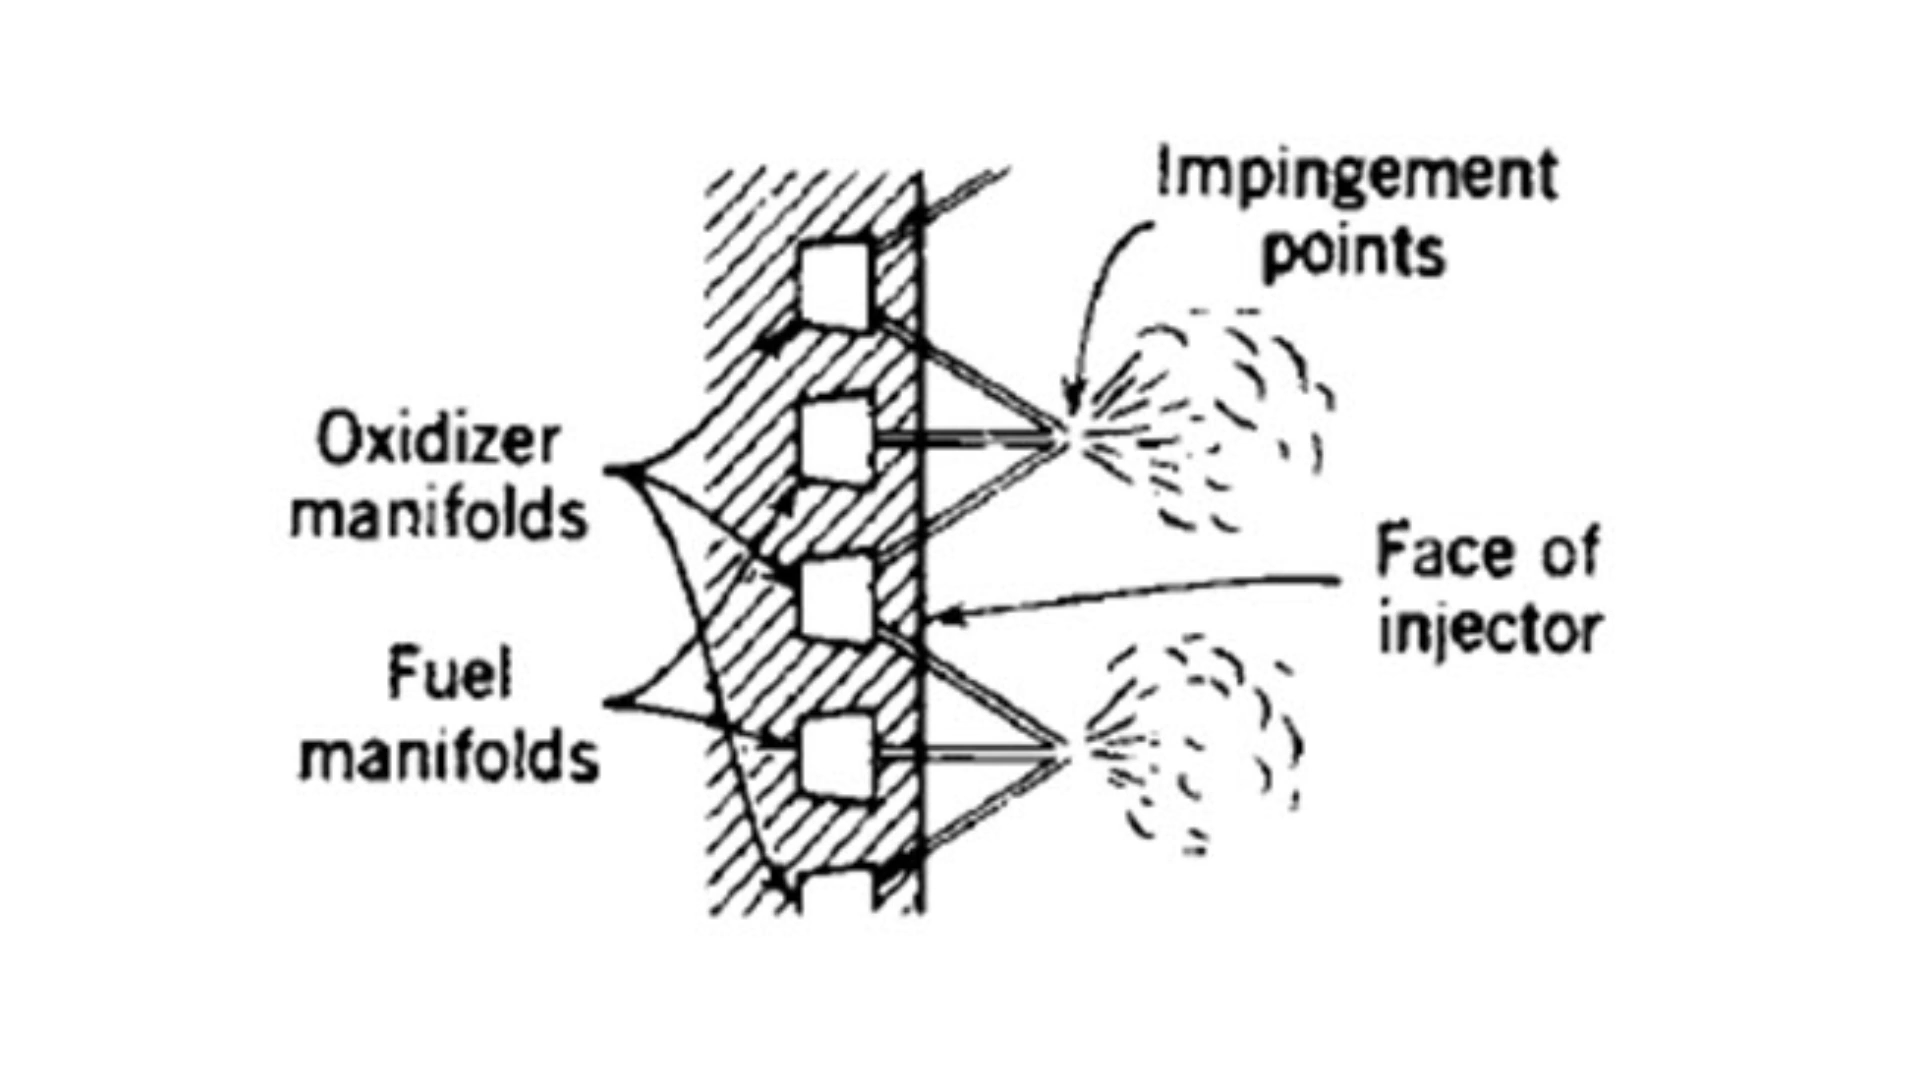 Impingement
points
Oxidizer
manifolds
Face of
injector
Fuel
manifolds